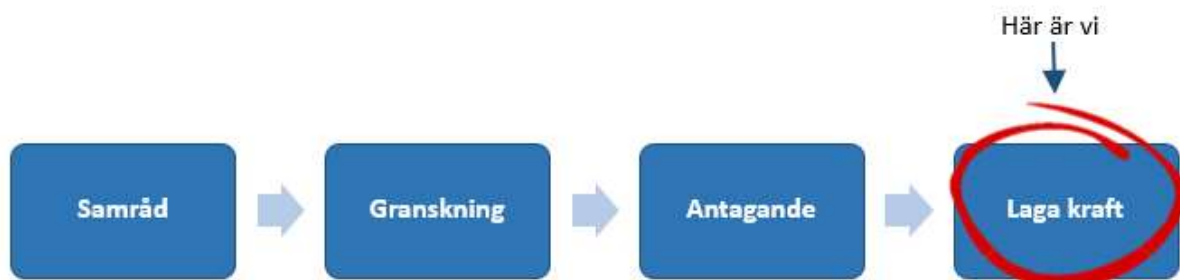 Här är vi
Samråd
Granskning
Antagande
Laga kraft